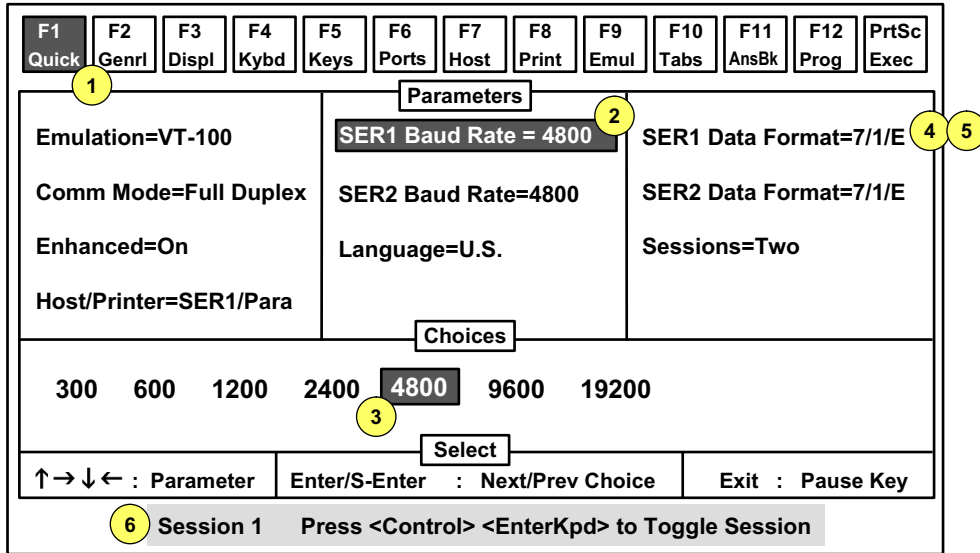 F1 F2 F3 F4 F5 F6 F7 F8 F9 F10 F11 F12 PrtSc
Quick Genrl Displ Kybd Keys Ports Host Print Emul Tabs AnsBk Prog Exec
1
Parameters
2
Emulation=VT-100 SER1 Baud Rate = 4800 SER1 Data Format=7/1/E 4 5
Comm Mode=Full Duplex SER2 Baud Rate=4800 SER2 Data Format=7/1/E
Enhanced=On Language=U.S. Sessions=Two
Host/Printer=SER1/Para
Choices
300 600 1200 2400 4800 9600 19200
3
Select
↑→↓← : Parameter Enter/S-Enter : Next/Prev Choice Exit : Pause Key
6 Session 1 Press <Control> <EnterKpd> to Toggle Session